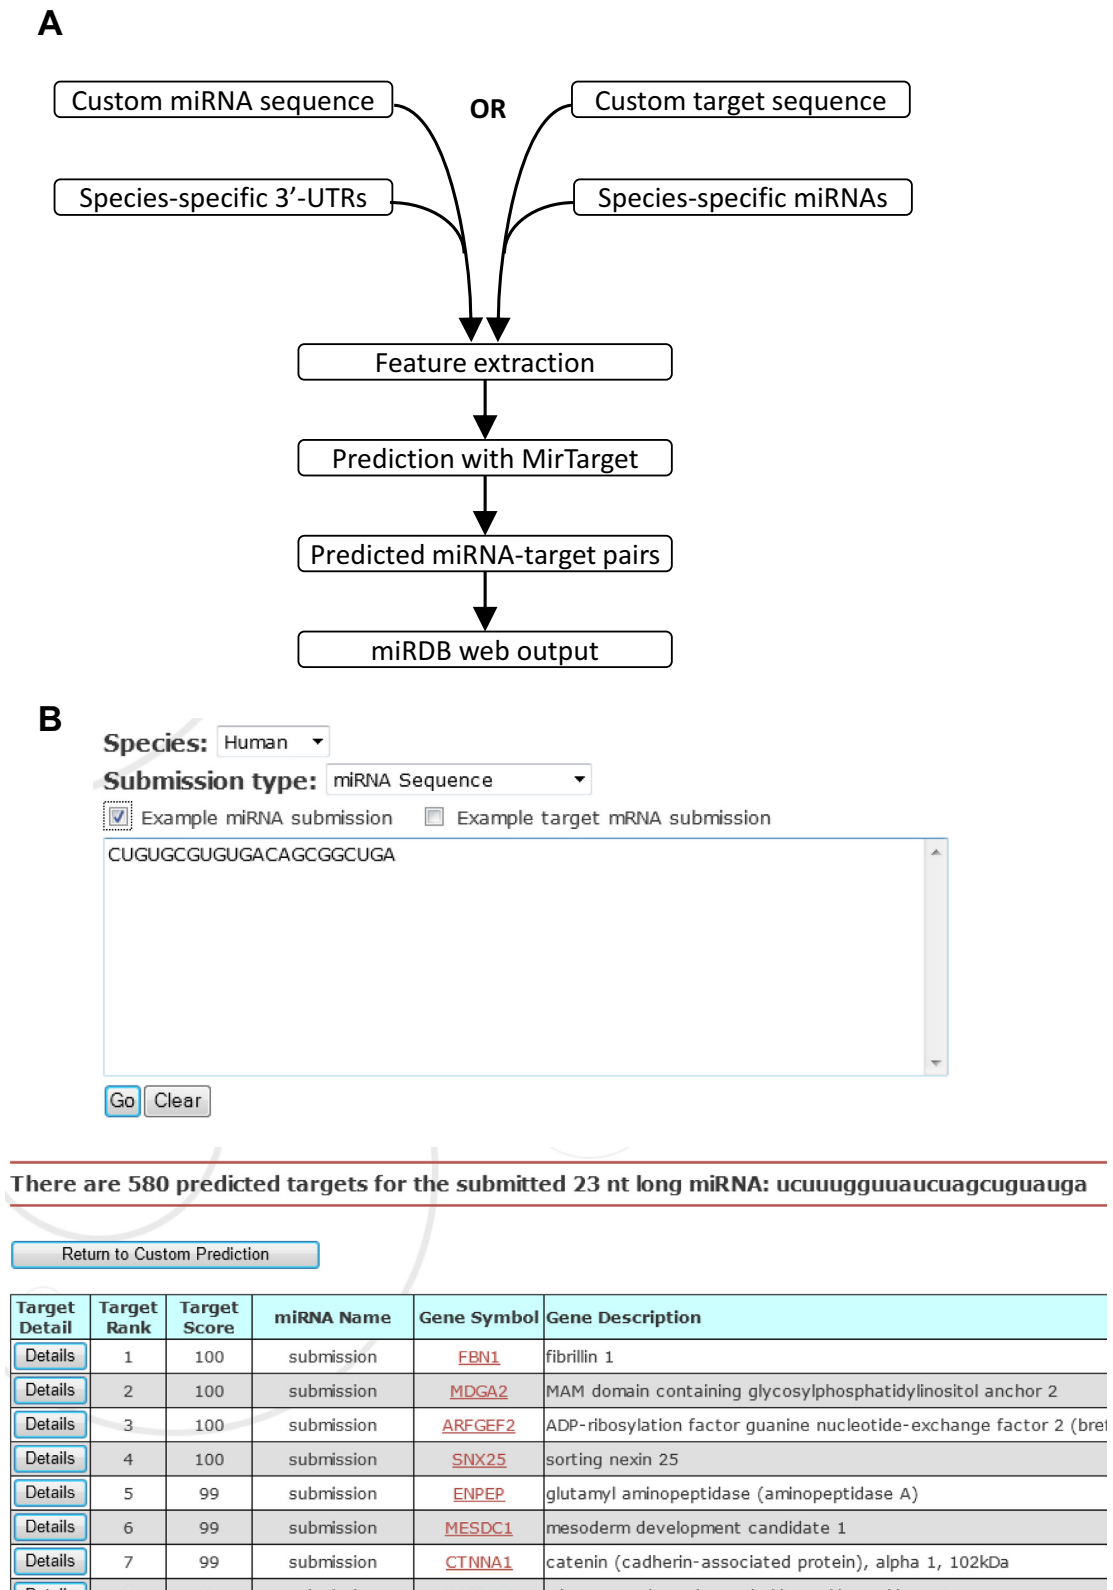 A
Custom miRNA sequence
OR
Custom target sequence
Species-specific 3’-UTRs
Species-specific miRNAs
Feature extraction
Prediction with MirTarget
Predicted miRNA-target pairs
miRDB web output
B
Species: Human
Submission type: miRNA Sequence
Example miRNA submission Example target mRNA submission
CUGUGCGUGUGACAGCGGCUGA
Go Clear
There are 580 predicted targets for the submitted 23 nt long miRNA: ucuuugguuaucuagcuguauga
Return to Custom Prediction
Target Detail Target Rank Target Score miRNA Name Gene Symbol Gene Description
Details 1 100 submission FBN1 fibrillin 1
Details 2 100 submission MDGA2 MAM domain containing glycosylphosphatidylinositol anchor 2
Details 3 100 submission ARFGEF2 ADP-ribosylation factor guanine nucleotide-exchange factor 2 (bref
Details 4 100 submission SNX25 sorting nexin 25
Details 5 99 submission ENPEP glutamyl aminopeptidase (aminopeptidase A)
Details 6 99 submission MESDC1 mesoderm development candidate 1
Details 7 99 submission CTNNA1 catenin (cadherin-associated protein), alpha 1, 102kDa